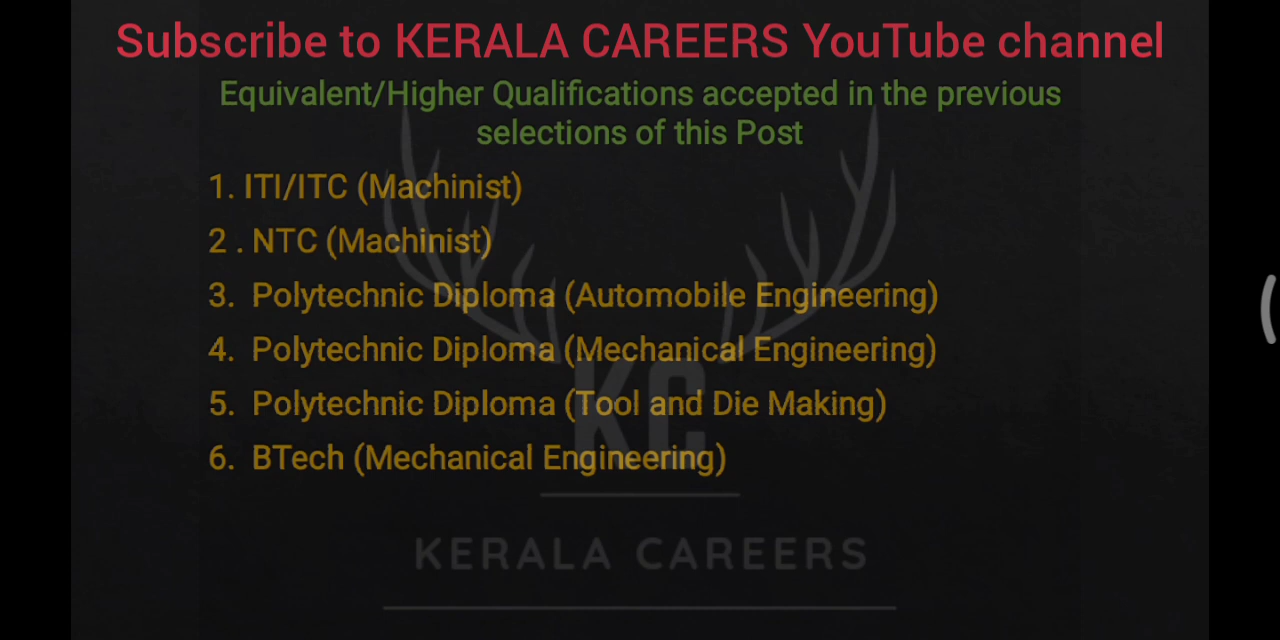 Subscribe to KERALA CAREERS YouTube channel
Equivalent/Higher Qualifications accepted in the previous
selections of this Post
1. ITI/ITC (Machinist)
2 . NTC (Machinist)
3. Polytechnic Diploma (Automobile Engineering)
4. Polytechnic Diploma (Mechanical Engineering)
5. Polytechnic Diploma (Tool and Die Making)
6. BTech (Mechanical Engineering)
KC
KERALA CAREERS